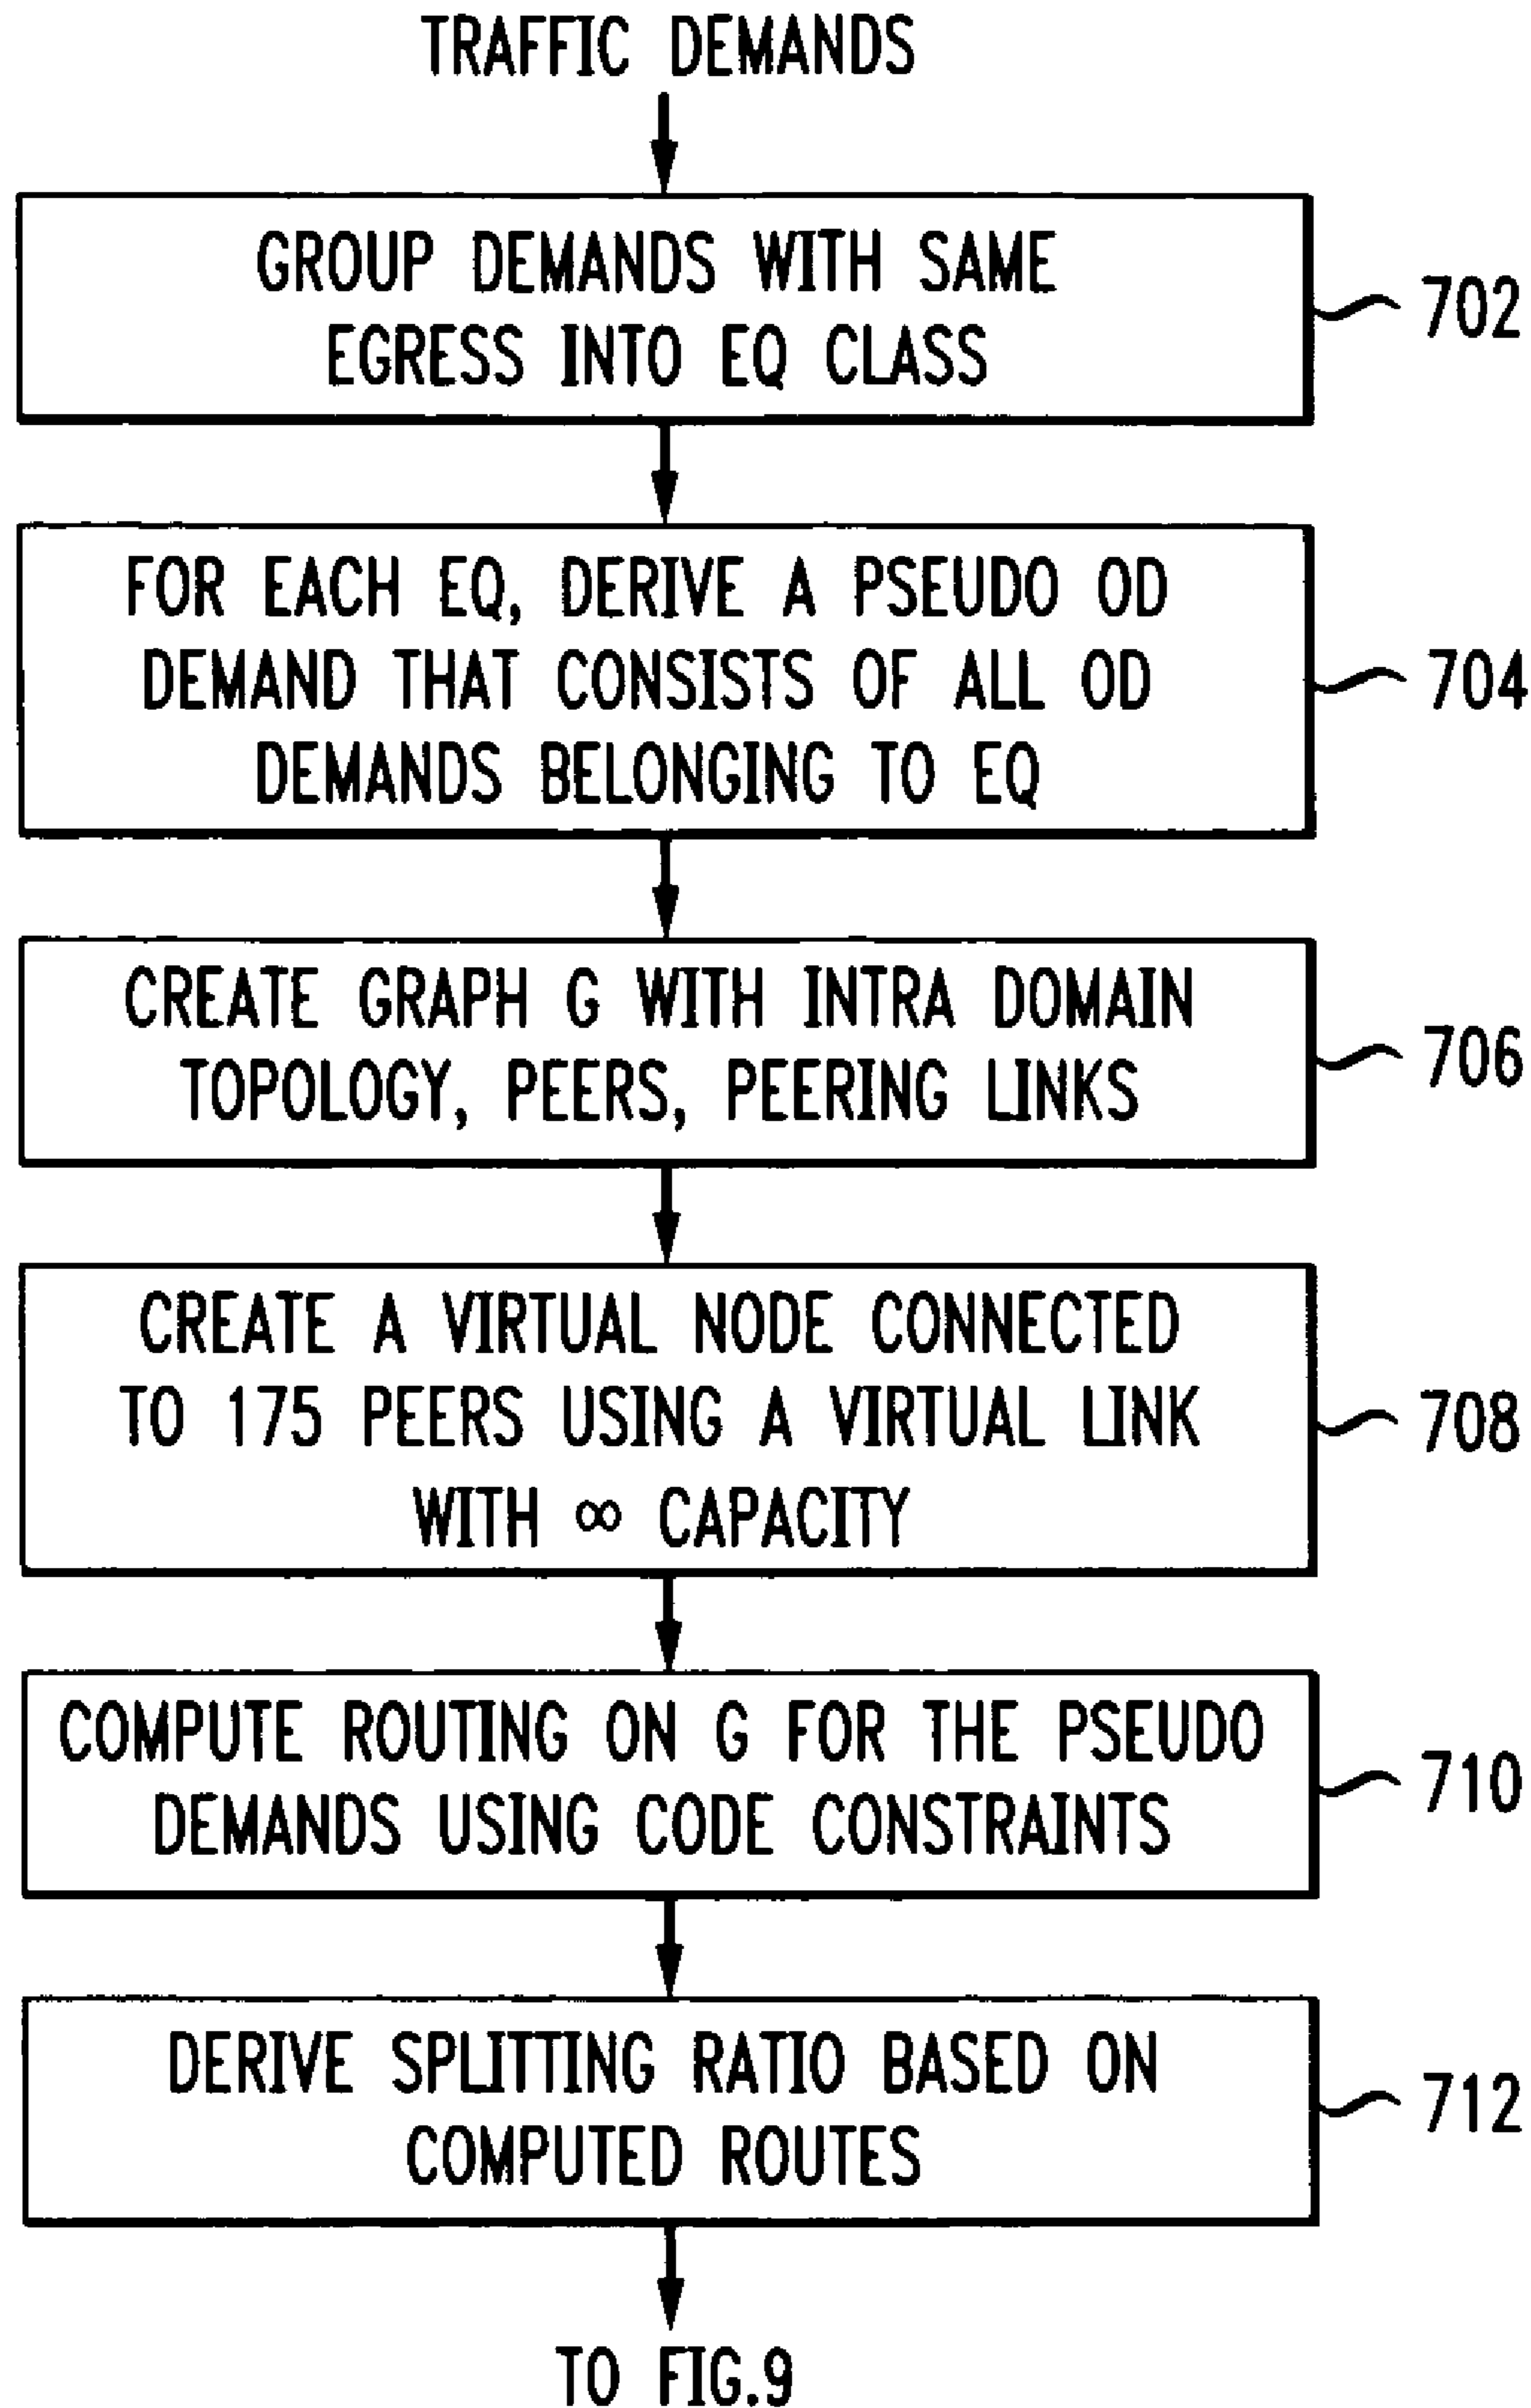 TRAFFIC DEMANDS
GROUP DEMANDS WITH SAME
EGRESS INTO EQ CLASS
702
FOR EACH EQ, DERIVE A PSEUDO OD
DEMAND THAT CONSISTS OF ALL OD
DEMANDS BELONGING TO EQ
704
CREATE GRAPH G WITH INTRA DOMAIN
TOPOLOGY, PEERS, PEERING LINKS
706
CREATE A VIRTUAL NODE CONNECTED
TO 175 PEERS USING A VIRTUAL LINK
WITH ∞ CAPACITY
708
COMPUTE ROUTING ON G FOR THE PSEUDO
DEMANDS USING CODE CONSTRAINTS
710
DERIVE SPLITTING RATIO BASED ON
COMPUTED ROUTES
712
TO FIG.9